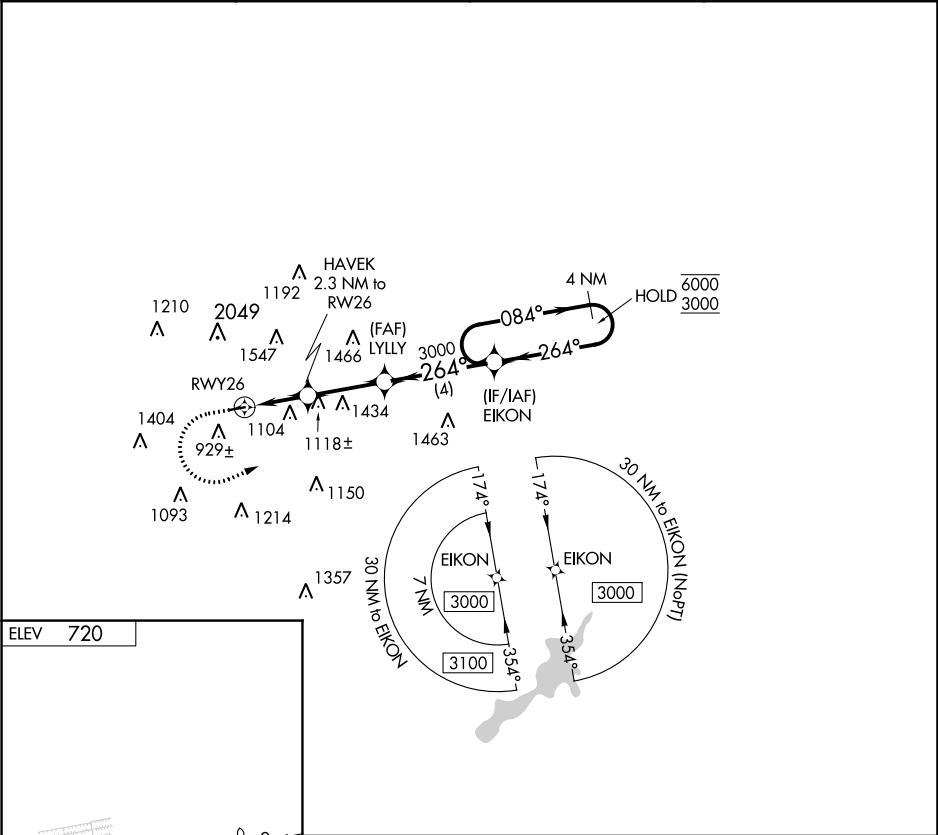 HAVEK
2.3 NM to
RW26
1192
1210
2049
1547
1466
(FAF)
LYLLY
3000
264°
(4)
084°
264°
4 NM
HOLD 6000
3000
(IF/IAF)
EIKON
RWY26
1404
929±
1104
1118±
1434
1463
1093
1214
1150
1357
174°
EIKON
7 NM
3000
3100
354°
30 NM to EIKON
174°
EIKON
3000
354°
30 NM to EIKON (NoPT)
ELEV 720